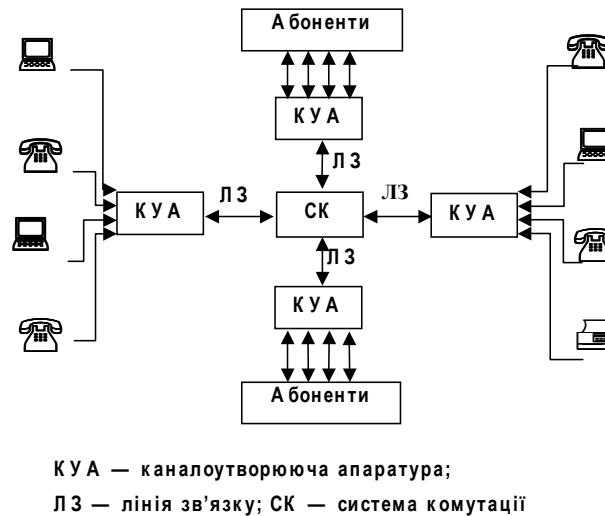 Абоненти
КУА
ЛЗ
ЛЗ
ЛЗ
КУА
СК
КУА
ЛЗ
КУА
Абоненти
КУА — каналоутворююча апаратура;
ЛЗ — лінія зв'язку; СК — система комутації